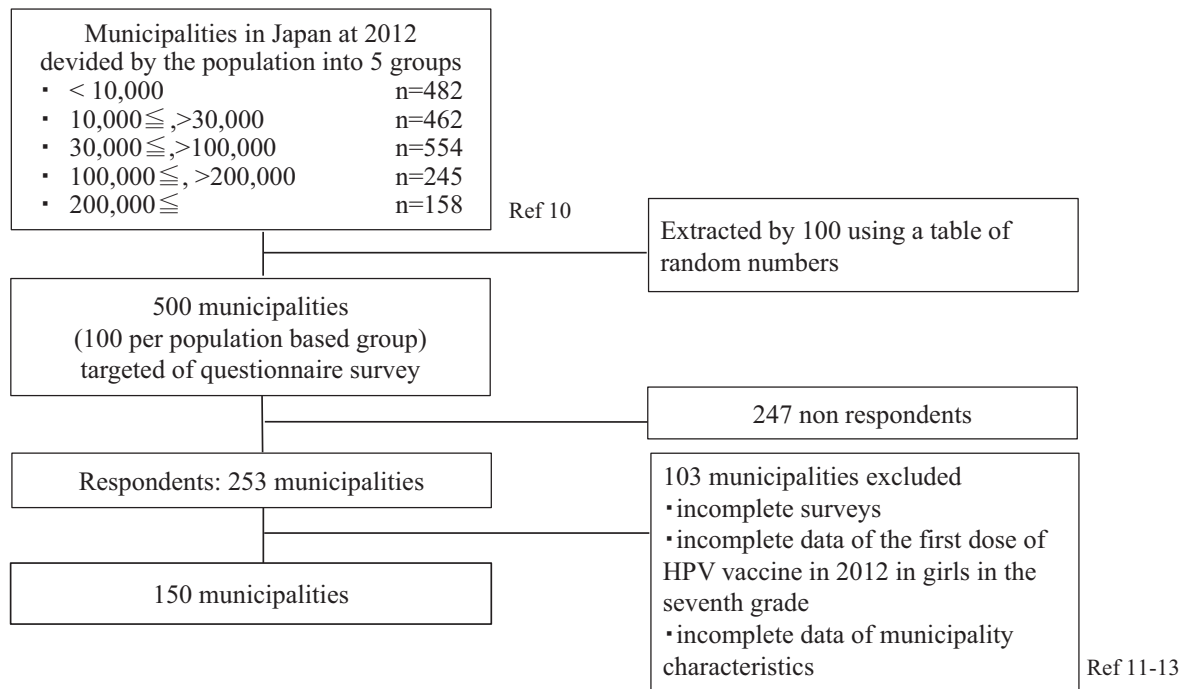 Municipalities in Japan at 2012
devided by the population into 5 groups
・ < 10,000 n=482
・ 10,000≦,>30,000 n=462
・ 30,000≦,>100,000 n=554
・ 100,000≦, >200,000 n=245
・ 200,000≦ n=158
Ref 10
Extracted by 100 using a table of
random numbers
500 municipalities
(100 per population based group)
targeted of questionnaire survey
247 non respondents
Respondents: 253 municipalities
103 municipalities excluded
・incomplete surveys
・incomplete data of the first dose of
HPV vaccine in 2012 in girls in the
seventh grade
・incomplete data of municipality
characteristics
Ref 11-13
150 municipalities